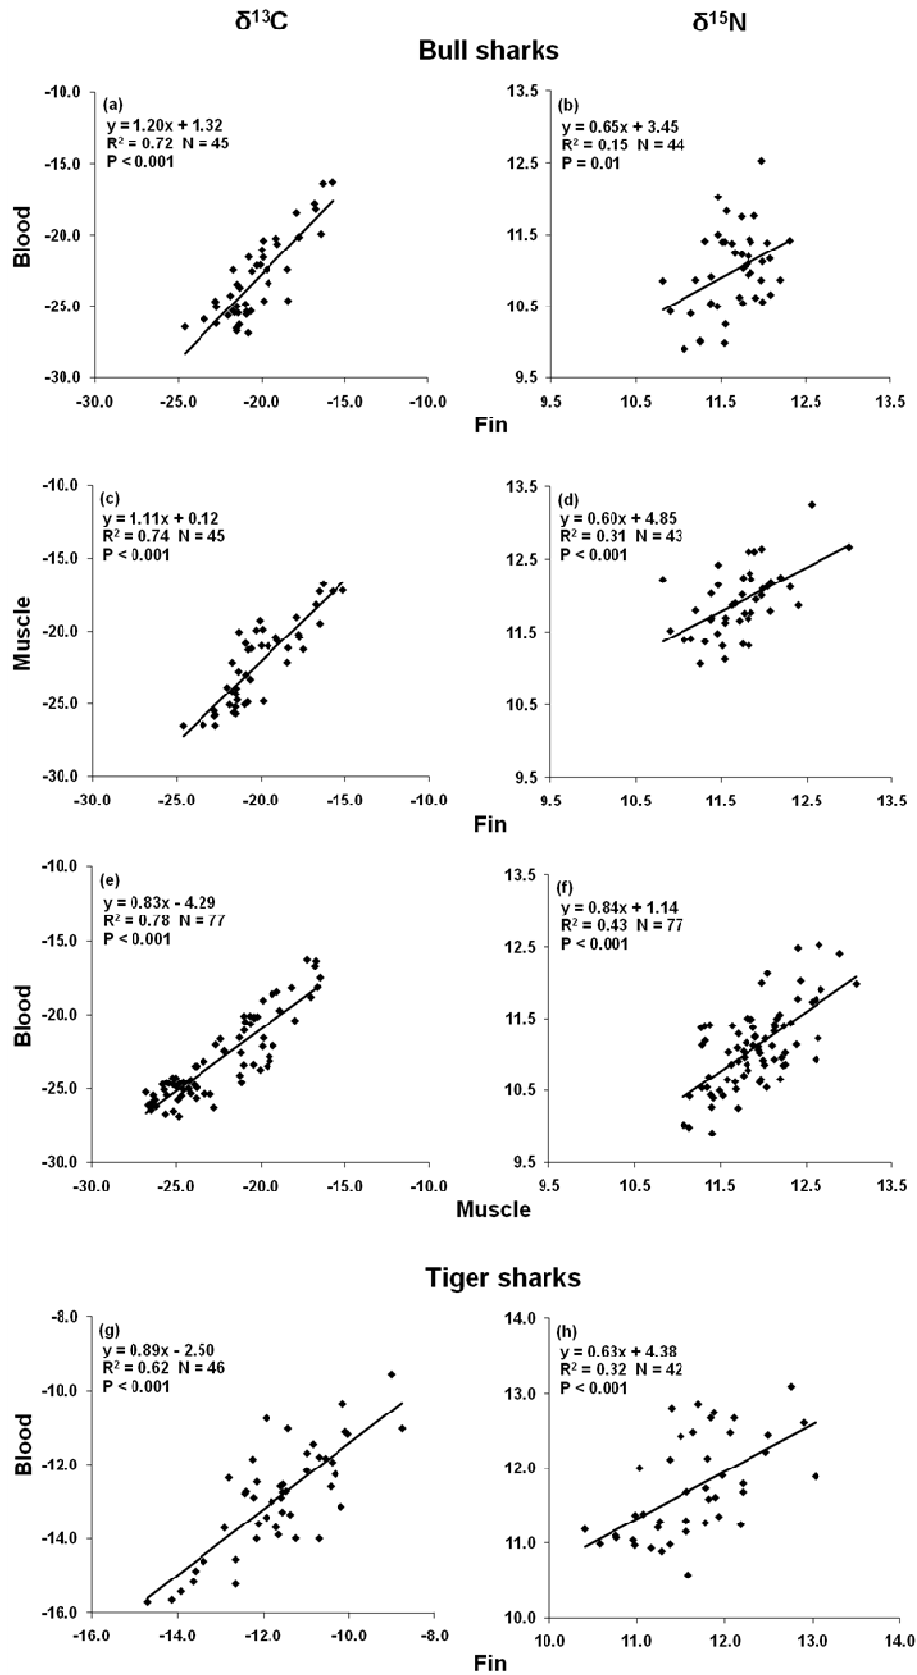 δ¹³C δ¹⁵N
Bull sharks
(a)
y = 1.20x + 1.32
R² = 0.72 N = 45
P < 0.001
-10.0
-15.0
-20.0
-25.0
-30.0
Blood
-30.0 -25.0 -20.0 -15.0 -10.0
(b)
y = 0.65x + 3.45
R² = 0.15 N = 44
P = 0.01
13.5
12.5
11.5
10.5
9.5
9.5 10.5 11.5 12.5 13.5
Fin
(c)
y = 1.11x + 0.12
R² = 0.74 N = 45
P < 0.001
-10.0
-15.0
-20.0
-25.0
-30.0
Muscle
-30.0 -25.0 -20.0 -15.0 -10.0
(d)
y = 0.60x + 4.85
R² = 0.31 N = 43
P < 0.001
13.5
12.5
11.5
10.5
9.5
9.5 10.5 11.5 12.5 13.5
Fin
(e)
y = 0.83x - 4.29
R² = 0.78 N = 77
P < 0.001
-10.0
-15.0
-20.0
-25.0
-30.0
Blood
-30.0 -25.0 -20.0 -15.0 -10.0
(f)
y = 0.84x + 1.14
R² = 0.43 N = 77
P < 0.001
13.5
12.5
11.5
10.5
9.5
9.5 10.5 11.5 12.5 13.5
Muscle
Tiger sharks
(g)
y = 0.89x - 2.50
R² = 0.62 N = 46
P < 0.001
-8.0
-10.0
-12.0
-14.0
-16.0
Blood
-16.0 -14.0 -12.0 -10.0 -8.0
(h)
y = 0.63x + 4.38
R² = 0.32 N = 42
P < 0.001
14.0
13.0
12.0
11.0
10.0
10.0 11.0 12.0 13.0 14.0
Fin